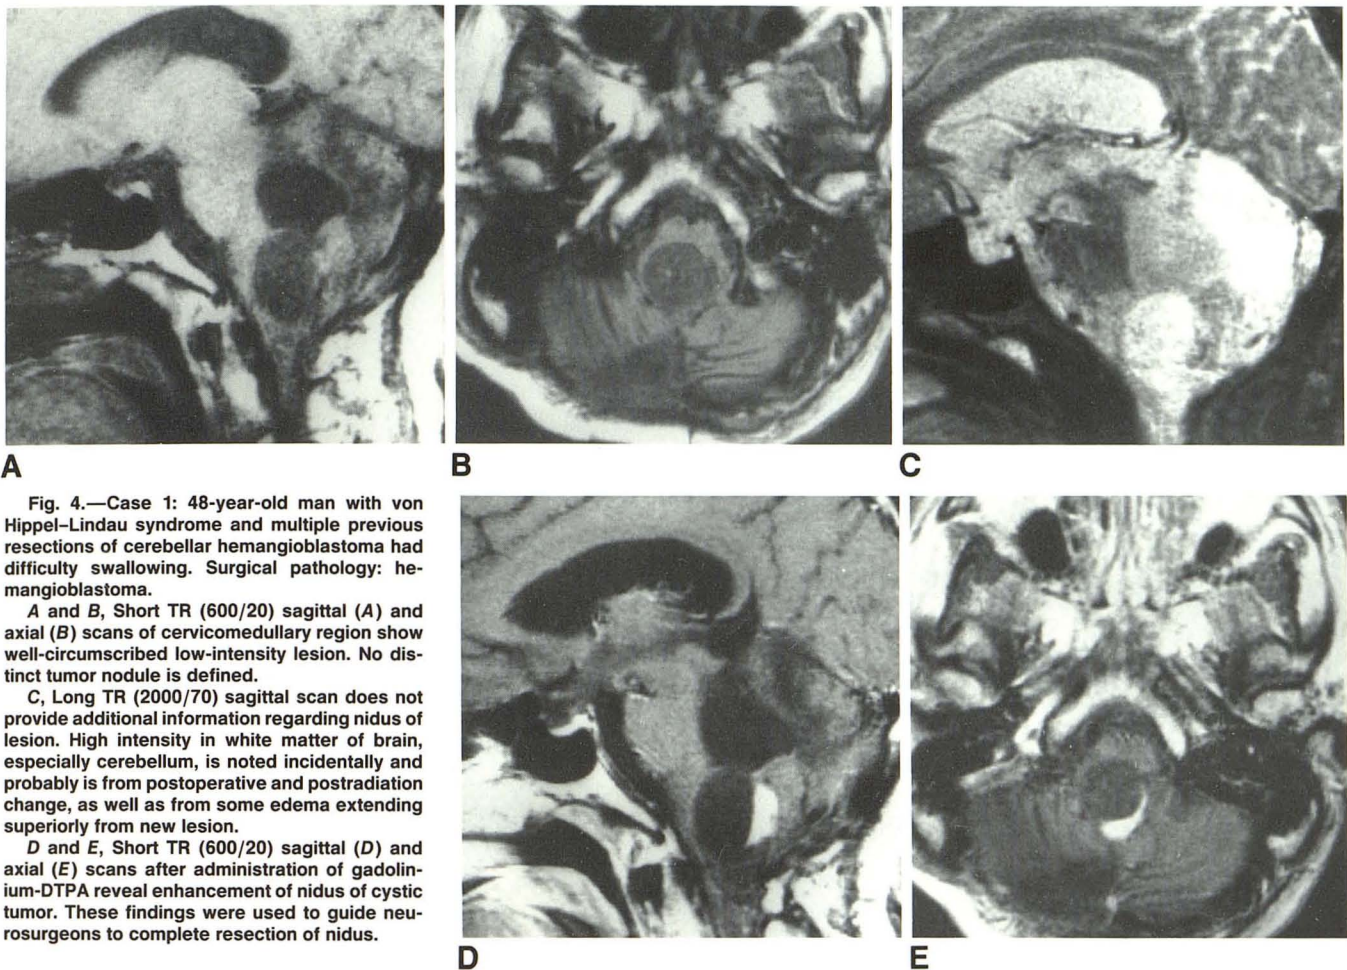 A
B
C
Fig. 4.—Case 1: 48-year-old man with von
Hippel–Lindau syndrome and multiple previous
resections of cerebellar hemangioblastoma had
difficulty swallowing. Surgical pathology: he-
mangioblastoma.
A and B, Short TR (600/20) sagittal (A) and
axial (B) scans of cervicomedullary region show
well-circumscribed low-intensity lesion. No dis-
tinct tumor nodule is defined.
C, Long TR (2000/70) sagittal scan does not
provide additional information regarding nidus of
lesion. High intensity in white matter of brain,
especially cerebellum, is noted incidentally and
probably is from postoperative and postradiation
change, as well as from some edema extending
superiorly from new lesion.
D and E, Short TR (600/20) sagittal (D) and
axial (E) scans after administration of gadolin-
ium-DTPA reveal enhancement of nidus of cystic
tumor. These findings were used to guide neu-
rosurgeons to complete resection of nidus.
D
E